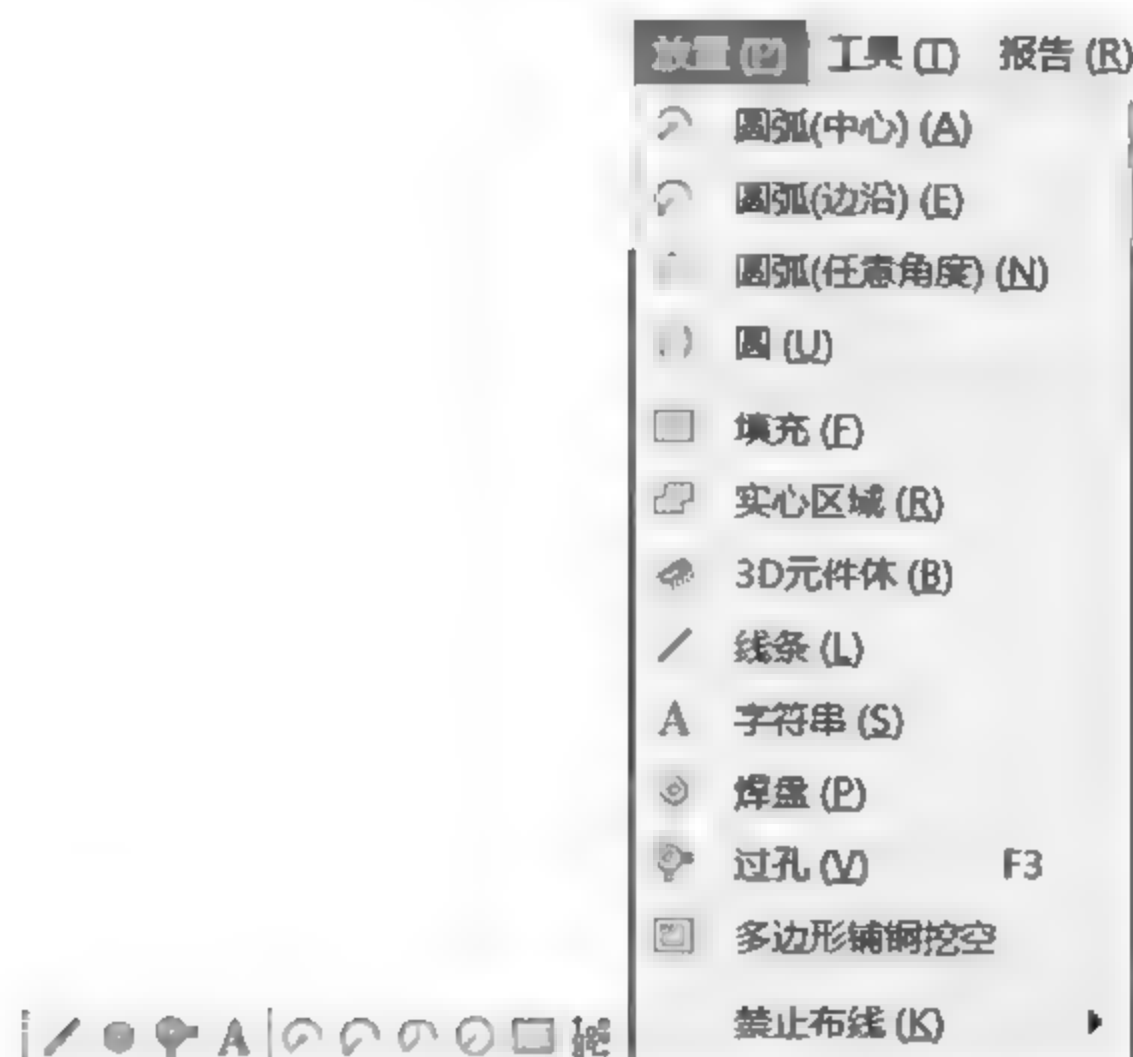 放置 (P) 工具 (T) 报告 (R)
圆弧(中心) (A)
圆弧(边沿) (E)
圆弧(任意角度) (N)
圆 (U)
填充 (F)
实心区域 (R)
3D元件体 (B)
线条 (L)
A 字符串 (S)
焊盘 (P)
过孔 (V) F3
多边形铺铜挖空
禁止布线 (K)
A